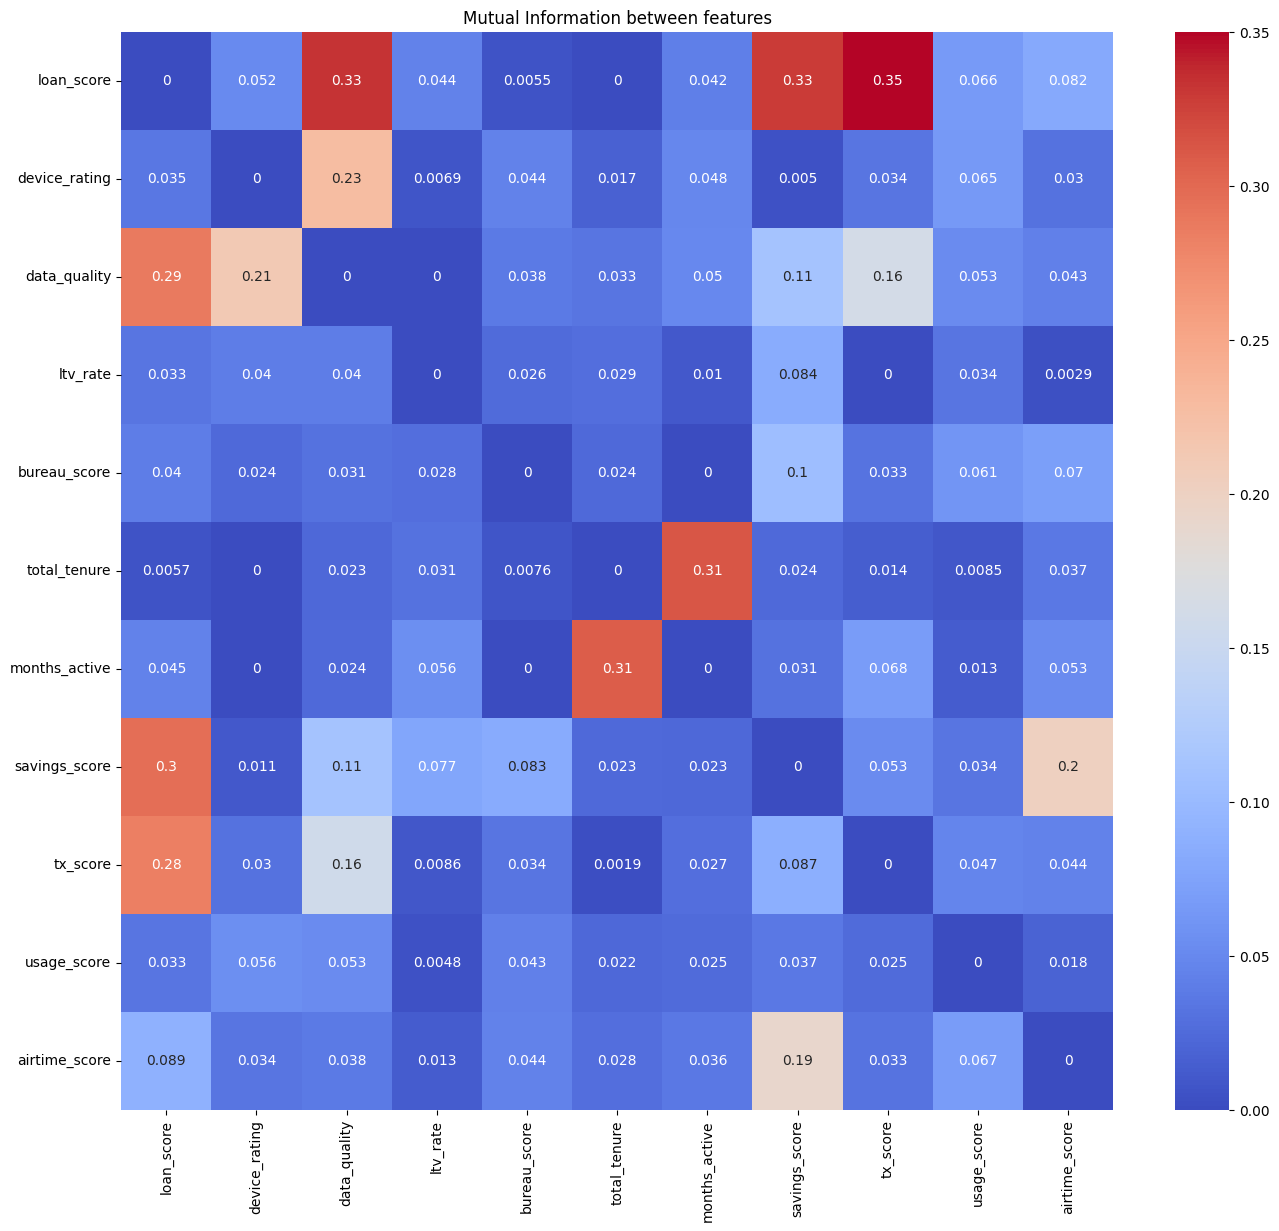 Mutual Information between features
loan_score 0 0.052 0.33 0.044 0.0055 0 0.042 0.33 0.35 0.066 0.082
device_rating 0.035 0 0.23 0.0069 0.044 0.017 0.048 0.005 0.034 0.065 0.03
data_quality 0.29 0.21 0 0 0.038 0.033 0.05 0.11 0.16 0.053 0.043
ltv_rate 0.033 0.04 0.04 0 0.026 0.029 0.01 0.084 0 0.034 0.0029
bureau_score 0.04 0.024 0.031 0.028 0 0.024 0 0.1 0.033 0.061 0.07
total_tenure 0.0057 0 0.023 0.031 0.0076 0 0.31 0.024 0.014 0.0085 0.037
months_active 0.045 0 0.024 0.056 0 0.31 0 0.031 0.068 0.013 0.053
savings_score 0.3 0.011 0.11 0.077 0.083 0.023 0.023 0 0.053 0.034 0.2
tx_score 0.28 0.03 0.16 0.0086 0.034 0.0019 0.027 0.087 0 0.047 0.044
usage_score 0.033 0.056 0.053 0.0048 0.043 0.022 0.025 0.037 0.025 0 0.018
airtime_score 0.089 0.034 0.038 0.013 0.044 0.028 0.036 0.19 0.033 0.067 0
loan_score device_rating data_quality ltv_rate bureau_score total_tenure months_active savings_score tx_score usage_score airtime_score
0.35
0.30
0.25
0.20
0.15
0.10
0.05
0.00